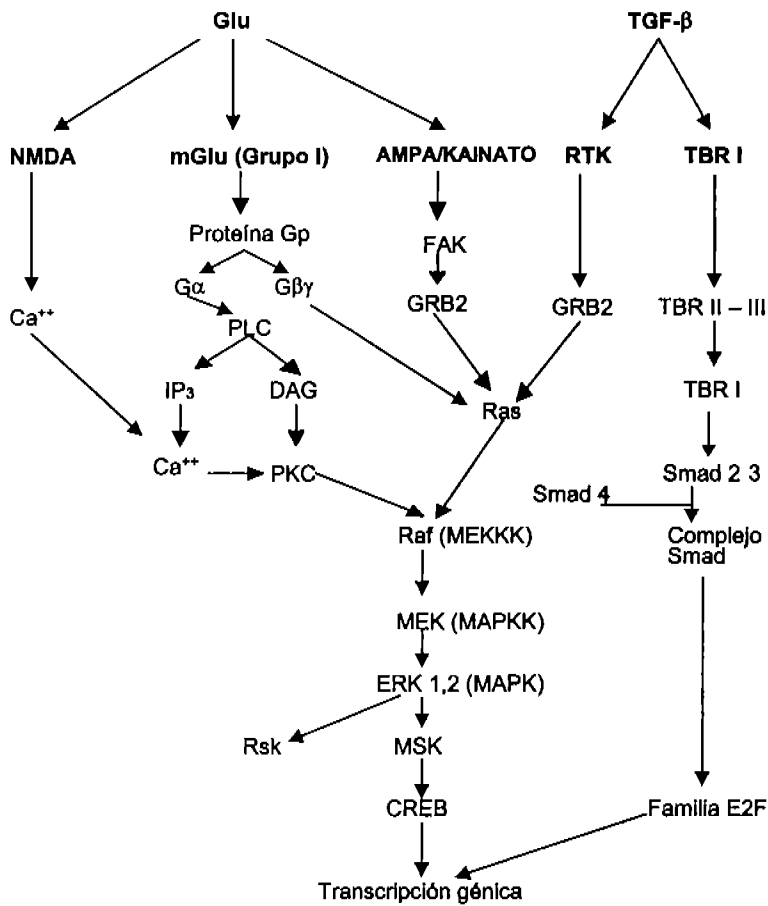 Glu
TGF-β
NMDA
mGlu (Grupo I)
AMPA/KAINATO
RTK
TBR I
Proteína Gp
FAK
Gα
Gβγ
Ca⁺⁺
PLC
GRB2
GRB2
TBR II – III
IP₃
DAG
Ras
TBR I
Ca⁺⁺
PKC
Smad 2 3
Smad 4
Raf (MEKKK)
Complejo
Smad
MEK (MAPKK)
ERK 1,2 (MAPK)
Rsk
MSK
CREB
Familia E2F
Transcripción génica